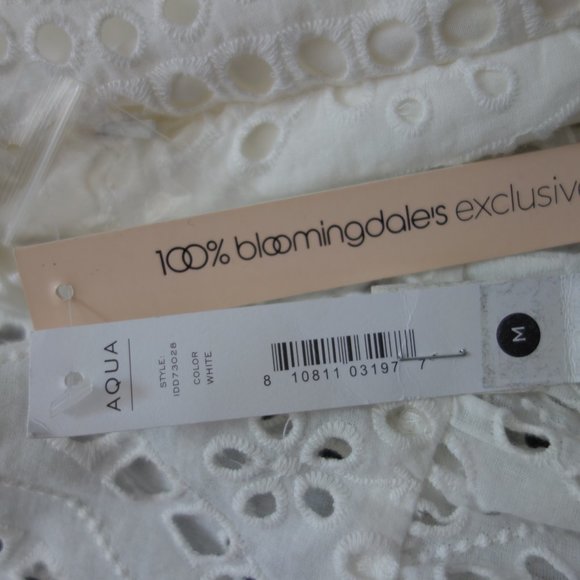 100% bloomingdale's exclusive
AQUA
STYLE:
IDD73028
COLOR
WHITE
8 10811 03197 7
M